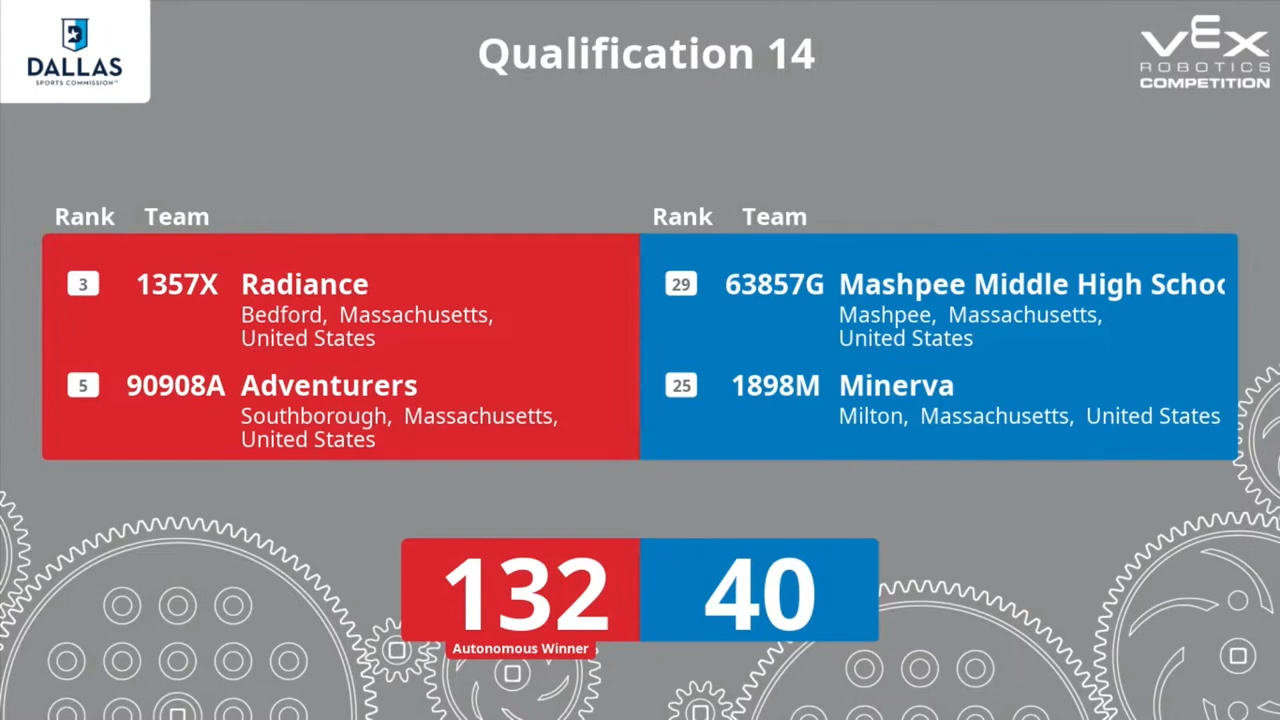 DALLAS
SPORTS COMMISSION™
Qualification 14
VEX
ROBOTICS
COMPETITION
Rank Team
3 1357X Radiance
Bedford, Massachusetts,
United States
5 90908A Adventurers
Southborough, Massachusetts,
United States
Rank Team
29 63857G Mashpee Middle High Schoo
Mashpee, Massachusetts,
United States
25 1898M Minerva
Milton, Massachusetts, United States
132 40
Autonomous Winner